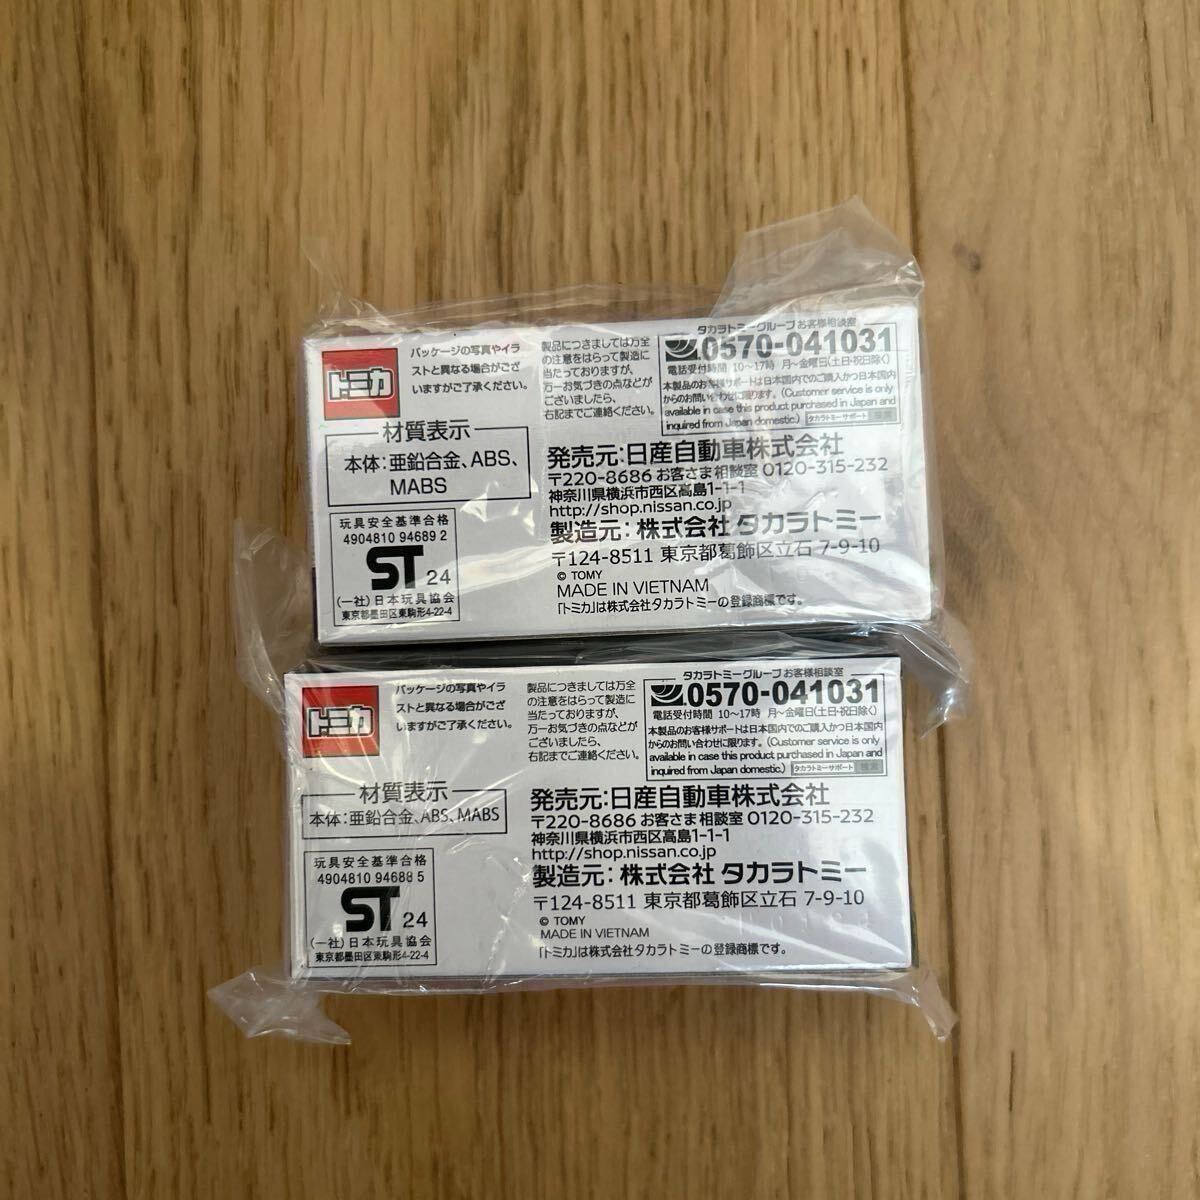 トミカ
パッケージの写真やイラ
ストと異なる場合がござ
いますがご了承ください。
材質表示
本体:亜鉛合金、ABS、
MABS
玩具安全基準合格
4904810 94689 2
ST 24
(一社)日本玩具協会
東京都墨田区東駒形4-22-4
製品につきましては万全
の注意をはらって製造に
当たっておりますが、
万一お気づきの点などが
ございましたら、
右記までご連絡ください。
タカラトミーグループ お客様相談室
0570-041031
電話受付時間 10～17時 月～金曜日(土日・祝日除く)
本製品のお客様サポートは日本国内でのご購入かつ日本国内
からのお問い合わせに限ります。(Customer service is only
available in case this product purchased in Japan and
inquired from Japan domestic.) タカラトミーサポート 検索
発売元:日産自動車株式会社
〒220-8686 お客さま相談室 0120-315-232
神奈川県横浜市西区高島1-1-1
http://shop.nissan.co.jp
製造元: 株式会社 タカラトミー
〒124-8511 東京都葛飾区立石 7-9-10
© TOMY
MADE IN VIETNAM
「トミカ」は株式会社タカラトミーの登録商標です。
トミカ
パッケージの写真やイラ
ストと異なる場合がござ
いますがご了承ください。
材質表示
本体:亜鉛合金、ABS、MABS
玩具安全基準合格
4904810 94688 5
ST 24
(一社)日本玩具協会
東京都墨田区東駒形4-22-4
製品につきましては万全
の注意をはらって製造に
当たっておりますが、
万一お気づきの点などが
ございましたら、
右記までご連絡ください。
タカラトミーグループ お客様相談室
0570-041031
電話受付時間 10～17時 月～金曜日(土日・祝日除く)
本製品のお客様サポートは日本国内でのご購入かつ日本国内
からのお問い合わせに限ります。(Customer service is only
available in case this product purchased in Japan and
inquired from Japan domestic.) タカラトミーサポート 検索
発売元:日産自動車株式会社
〒220-8686 お客さま相談室 0120-315-232
神奈川県横浜市西区高島1-1-1
http://shop.nissan.co.jp
製造元: 株式会社 タカラトミー
〒124-8511 東京都葛飾区立石 7-9-10
© TOMY
MADE IN VIETNAM
「トミカ」は株式会社タカラトミーの登録商標です。